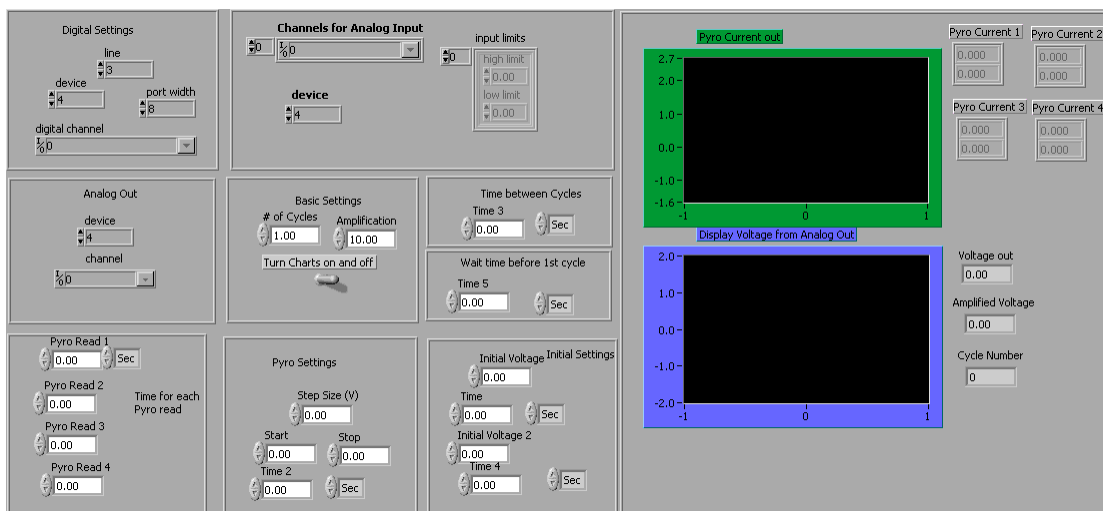 Digital Settings
line
3
device
4
port width
8
digital channel
I/O 0
Channels for Analog Input
0
I/O 0
device
4
input limits
0
high limit
0.00
low limit
0.00
Analog Out
device
4
channel
I/O 0
Basic Settings
# of Cycles
1.00
Amplification
10.00
Turn Charts on and off
Time between Cycles
Time 3
0.00 Sec
Wait time before 1st cycle
Time 5
0.00 Sec
Pyro Read 1
0.00 Sec
Pyro Read 2
0.00
Pyro Read 3
0.00
Pyro Read 4
0.00
Time for each
Pyro read
Pyro Settings
Step Size (V)
0.00
Start
0.00
Stop
0.00
Time 2
0.00 Sec
Initial Settings
Initial Voltage
0.00
Time
0.00 Sec
Initial Voltage 2
0.00
Time 4
0.00 Sec
Pyro Current out
2.7
2.0
1.0
0.0
-1.0
-1.6
-1 0 1
Display Voltage from Analog Out
2.0
1.0
0.0
-1.0
-2.0
-1 0 1
Pyro Current 1
0.000
0.000
Pyro Current 2
0.000
0.000
Pyro Current 3
0.000
0.000
Pyro Current 4
0.000
0.000
Voltage out
0.00
Amplified Voltage
0.00
Cycle Number
0